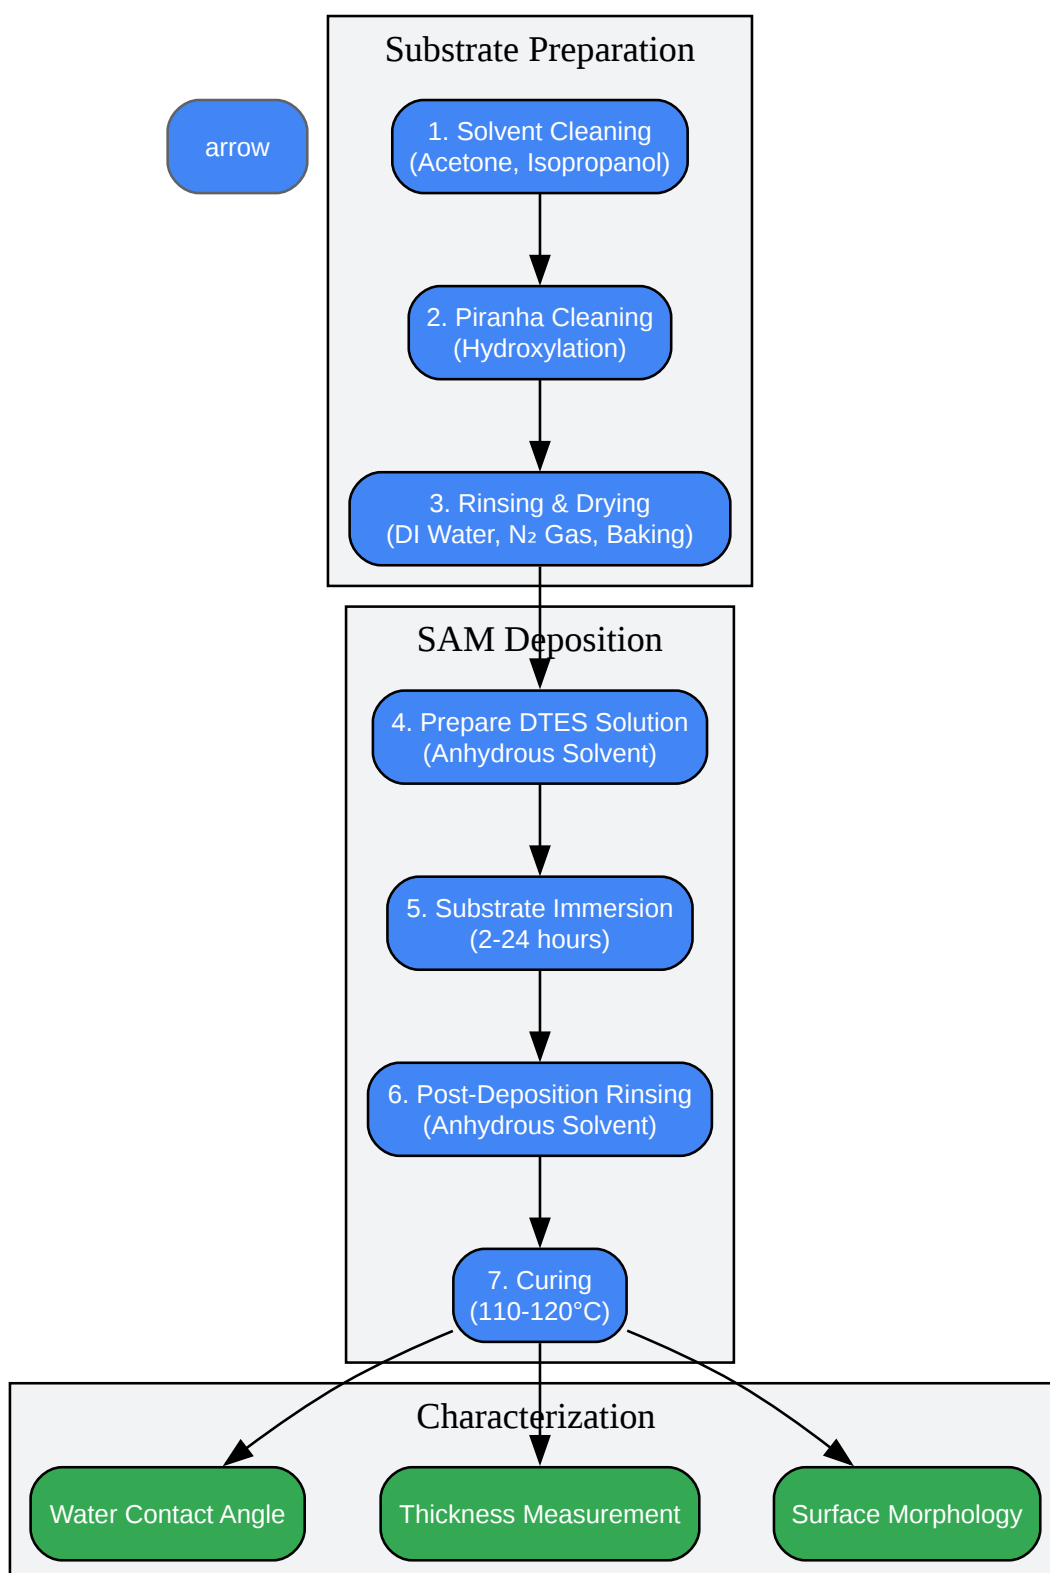 Substrate Preparation
arrow
1. Solvent Cleaning
(Acetone, Isopropanol)
2. Piranha Cleaning
(Hydroxylation)
3. Rinsing & Drying
(DI Water, N₂ Gas, Baking)
SAM Deposition
4. Prepare DTES Solution
(Anhydrous Solvent)
5. Substrate Immersion
(2-24 hours)
6. Post-Deposition Rinsing
(Anhydrous Solvent)
7. Curing
(110-120°C)
Characterization
Water Contact Angle
Thickness Measurement
Surface Morphology